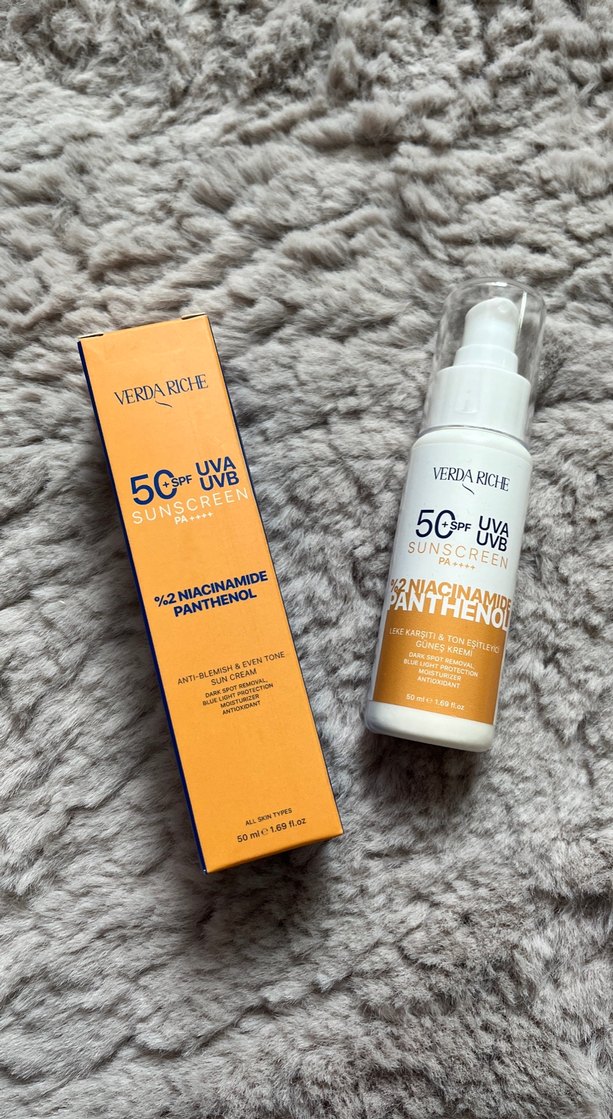 VERDA RICHE
50+ SPF UVA
UVB
SUNSCREEN
PA ++++
%2 NIACINAMIDE
PANTHENOL
ANTI-BLEMISH & EVEN TONE
SUN CREAM
DARK SPOT REMOVAL,
BLUE LIGHT PROTECTION
MOISTURIZER
ANTIOXIDANT
ALL SKIN TYPES
50 ml ℮ 1.69 fl.oz
VERDA RICHE
50+ SPF UVA
UVB
SUNSCREEN
PA ++++
%2 NIACINAMIDE
PANTHENOL
LEKE KARŞITI & TON EŞİTLEYİCİ
GÜNEŞ KREMİ
DARK SPOT REMOVAL,
BLUE LIGHT PROTECTION
MOISTURIZER
ANTIOXIDANT
50 ml ℮ 1.69 fl.oz